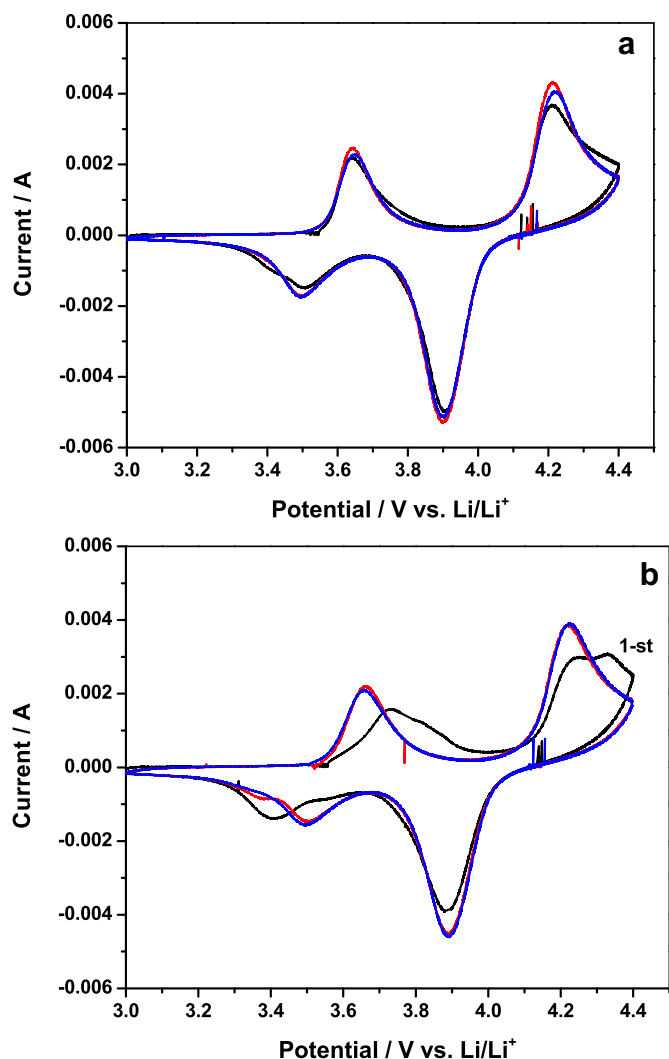 a
0.006
0.004
0.002
0.000
-0.002
-0.004
-0.006
Current / A
3.0 3.2 3.4 3.6 3.8 4.0 4.2 4.4
Potential / V vs. Li/Li⁺
b
0.006
0.004
0.002
0.000
-0.002
-0.004
-0.006
Current / A
1-st
3.0 3.2 3.4 3.6 3.8 4.0 4.2 4.4
Potential / V vs. Li/Li⁺